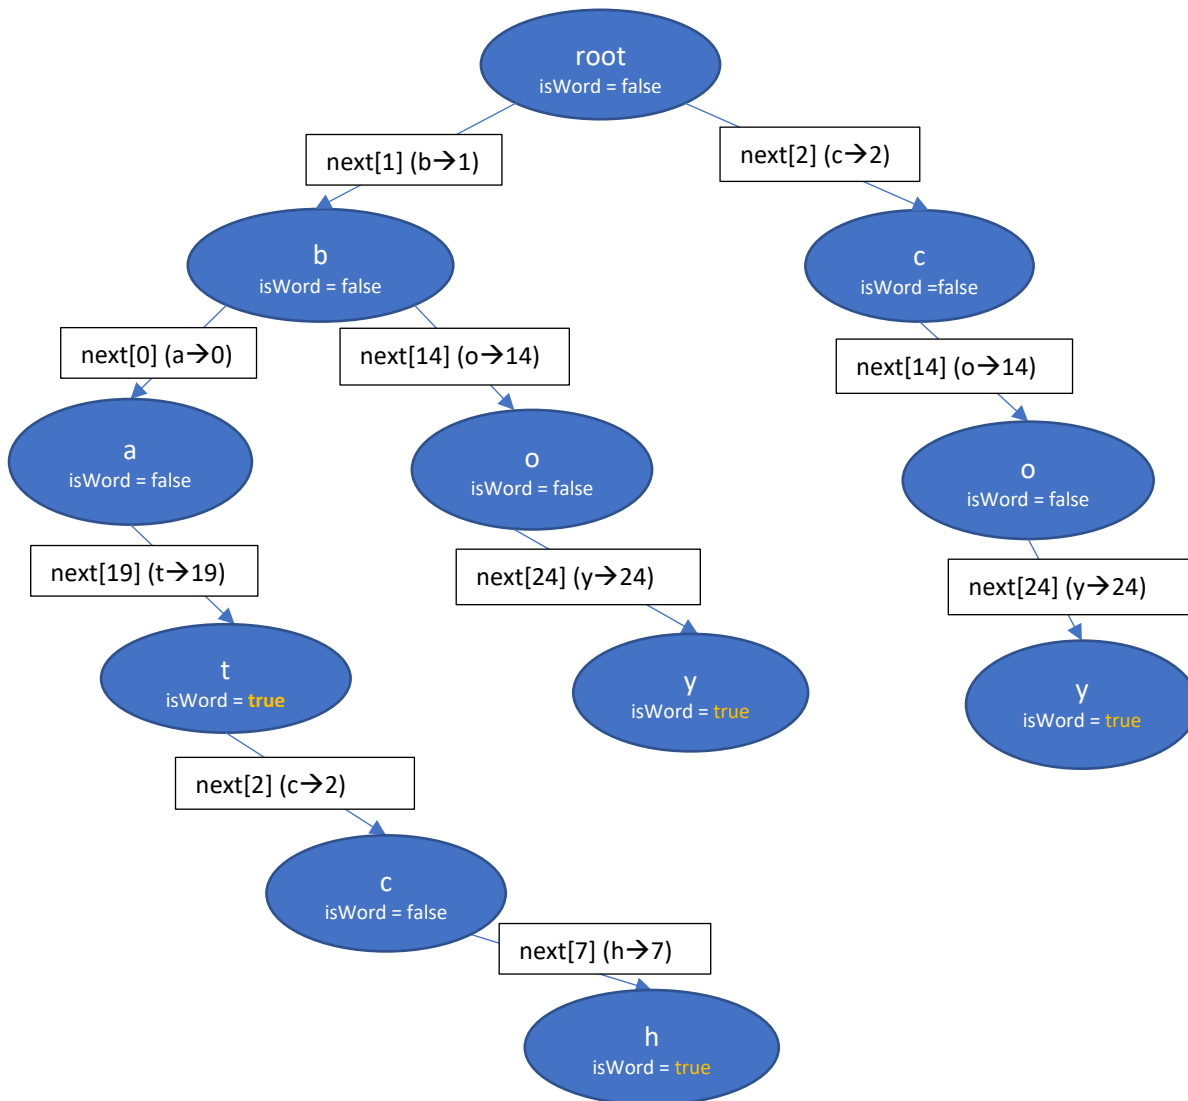 root
isWord = false
next[1] (b→1)
next[2] (c→2)
b
isWord = false
c
isWord =false
next[0] (a→0)
next[14] (o→14)
next[14] (o→14)
a
isWord = false
o
isWord = false
o
isWord = false
next[19] (t→19)
next[24] (y→24)
next[24] (y→24)
t
isWord = true
y
isWord = true
y
isWord = true
next[2] (c→2)
c
isWord = false
next[7] (h→7)
h
isWord = true